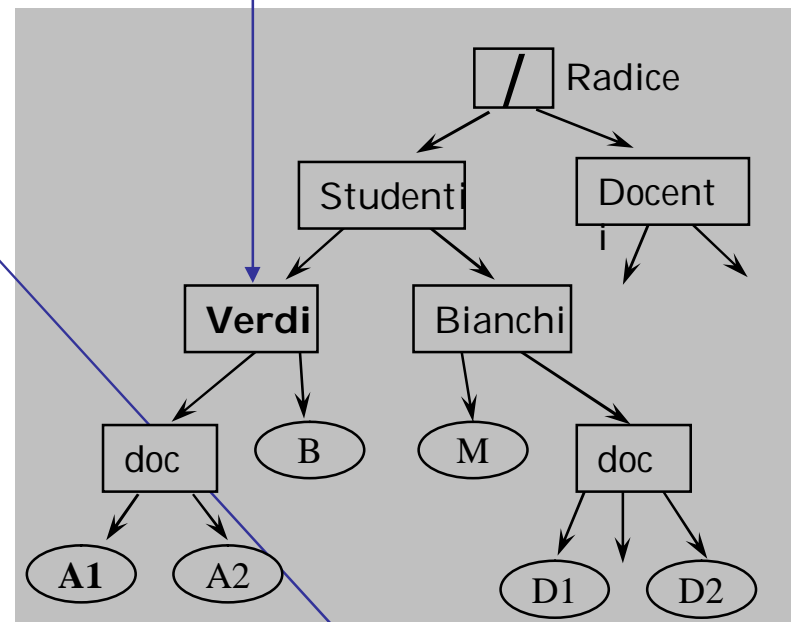 / Radice
Studenti
Docent
i
Verdi
Bianchi
doc
B
M
doc
A1
A2
D1
D2